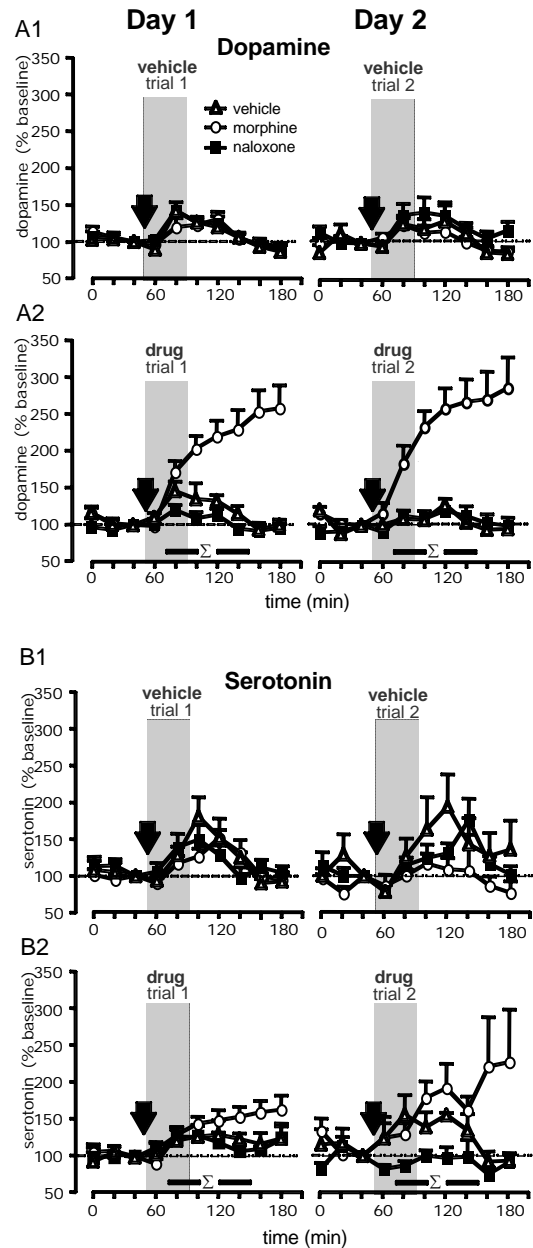 Day 1 Day 2
A1
Dopamine
vehicle
trial 1
vehicle
trial 2
vehicle
morphine
naloxone
dopamine (% baseline)
350
300
250
200
150
100
50
0 60 120 180 0 60 120 180
A2
drug
trial 1
drug
trial 2
dopamine (% baseline)
350
300
250
200
150
100
50
Σ Σ
0 60 120 180 0 60 120 180
time (min)
B1
Serotonin
vehicle
trial 1
vehicle
trial 2
serotonin (% baseline)
350
300
250
200
150
100
50
0 60 120 180 0 60 120 180
B2
drug
trial 1
drug
trial 2
serotonin (% baseline)
350
300
250
200
150
100
50
Σ Σ
0 60 120 180 0 60 120 180
time (min)